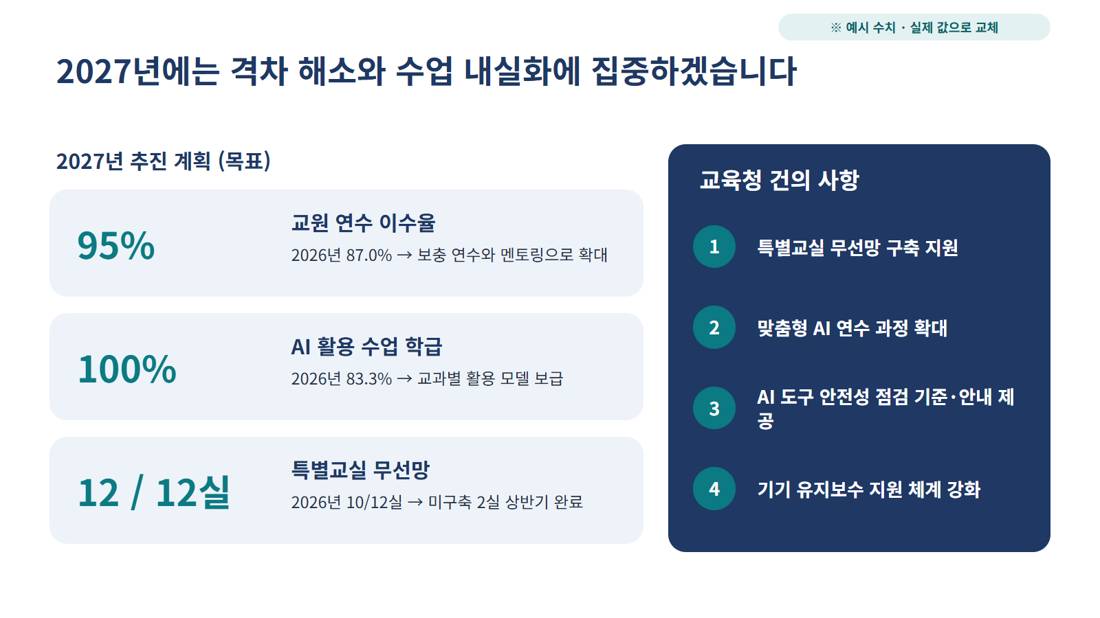 ※ 예시 수치 · 실제 값으로 교체
2027년에는 격차 해소와 수업 내실화에 집중하겠습니다
2027년 추진 계획 (목표)
95%
교원 연수 이수율
2026년 87.0% → 보충 연수와 멘토링으로 확대
100%
AI 활용 수업 학급
2026년 83.3% → 교과별 활용 모델 보급
12 / 12실
특별교실 무선망
2026년 10/12실 → 미구축 2실 상반기 완료
교육청 건의 사항
1 특별교실 무선망 구축 지원
2 맞춤형 AI 연수 과정 확대
3 AI 도구 안전성 점검 기준·안내 제
공
4 기기 유지보수 지원 체계 강화